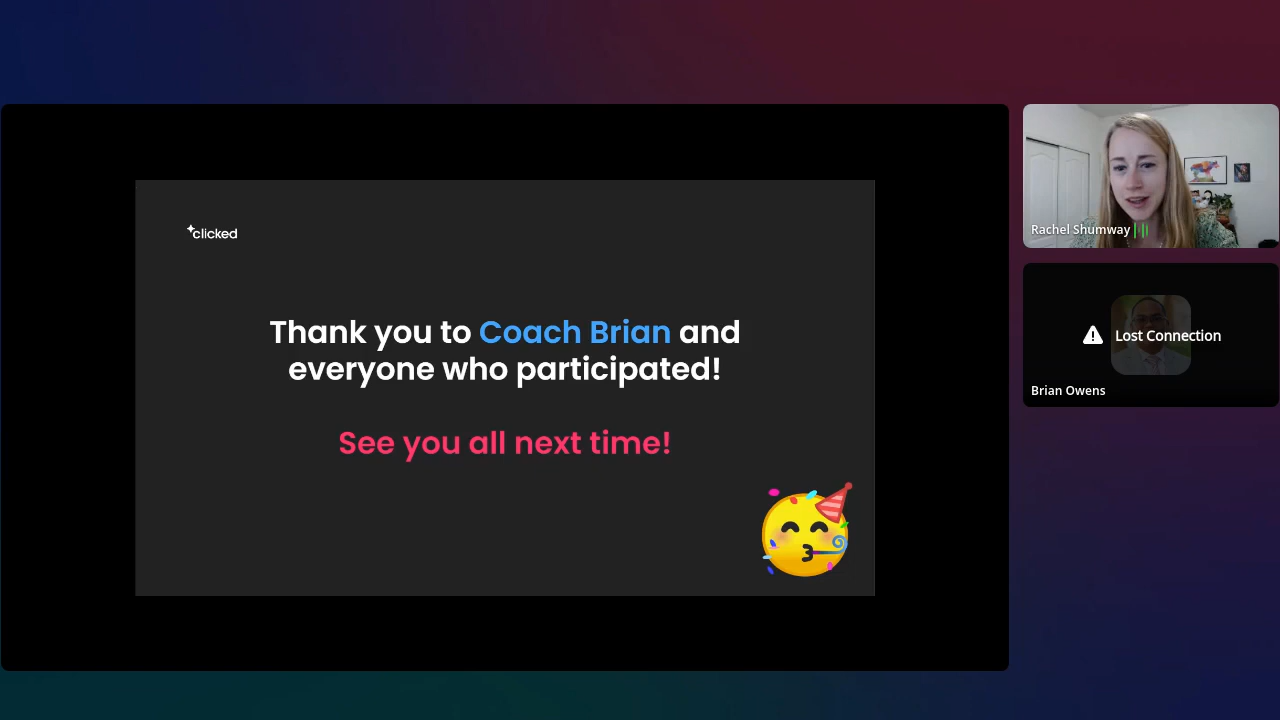 clicked
Thank you to Coach Brian and
everyone who participated!
See you all next time!
Rachel Shumway
Lost Connection
Brian Owens